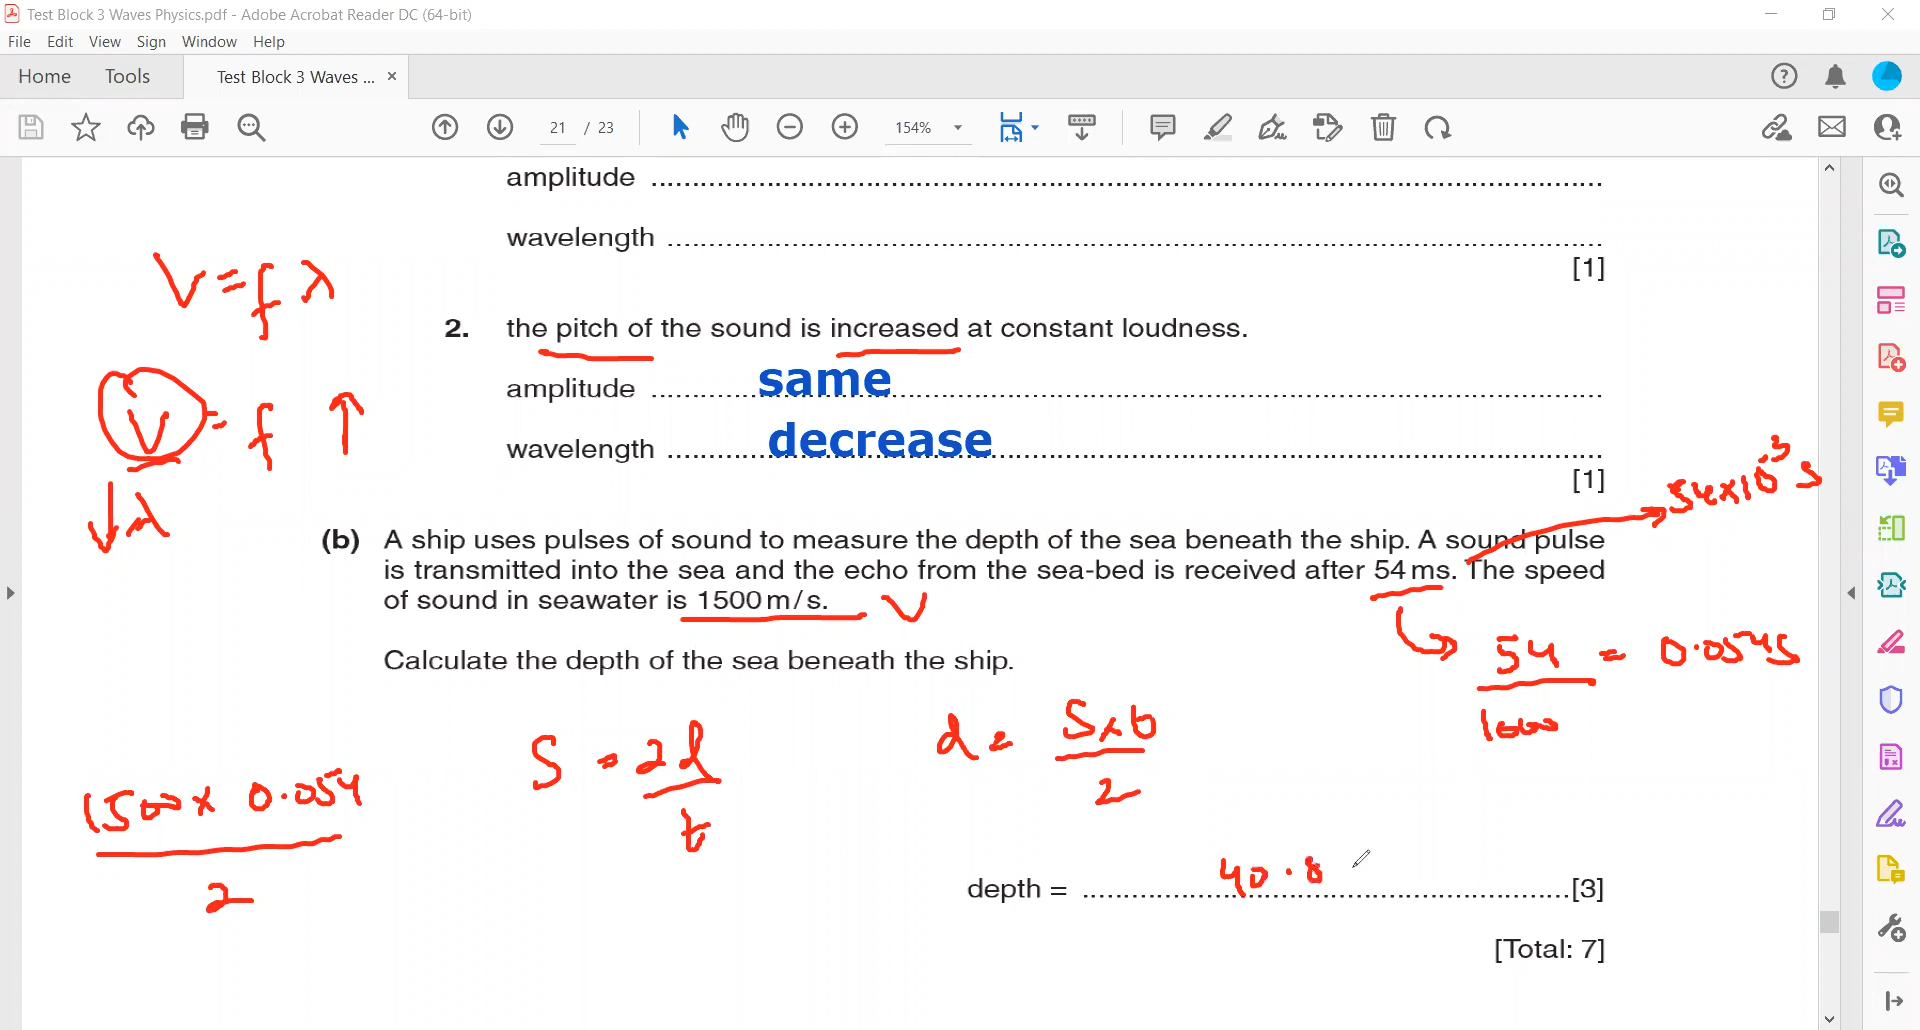 Test Block 3 Waves Physics.pdf - Adobe Acrobat Reader DC (64-bit)
File Edit View Sign Window Help
Home Tools Test Block 3 Waves ... ×
21 / 23 154%
amplitude ........................................
wavelength ........................................
[1]
V = f λ
2. the pitch of the sound is increased at constant loudness.
amplitude same
V = f ↑
wavelength decrease
[1]
↓ λ
54 x 10^-3 s
(b) A ship uses pulses of sound to measure the depth of the sea beneath the ship. A sound pulse
is transmitted into the sea and the echo from the sea-bed is received after 54 ms. The speed
of sound in seawater is 1500 m/s. V
54/1000 = 0.054s
Calculate the depth of the sea beneath the ship.
S = 2d/t
d = S x t/2
1500 x 0.054/2
depth = 40.8 [3]
[Total: 7]